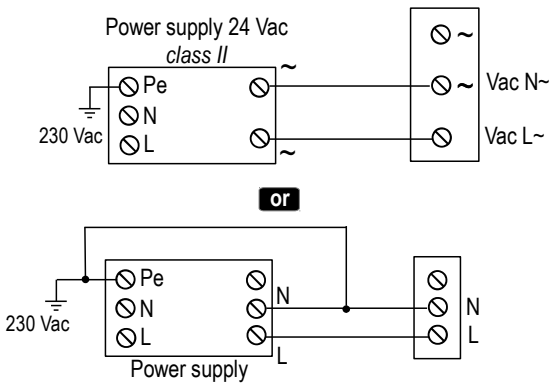 Power supply 24 Vac
class II
~
~
Pe
~
Vac N~
N
230 Vac
L
Vac L~
~
or
Pe
N
N
N
230 Vac
L
L
L
Power supply